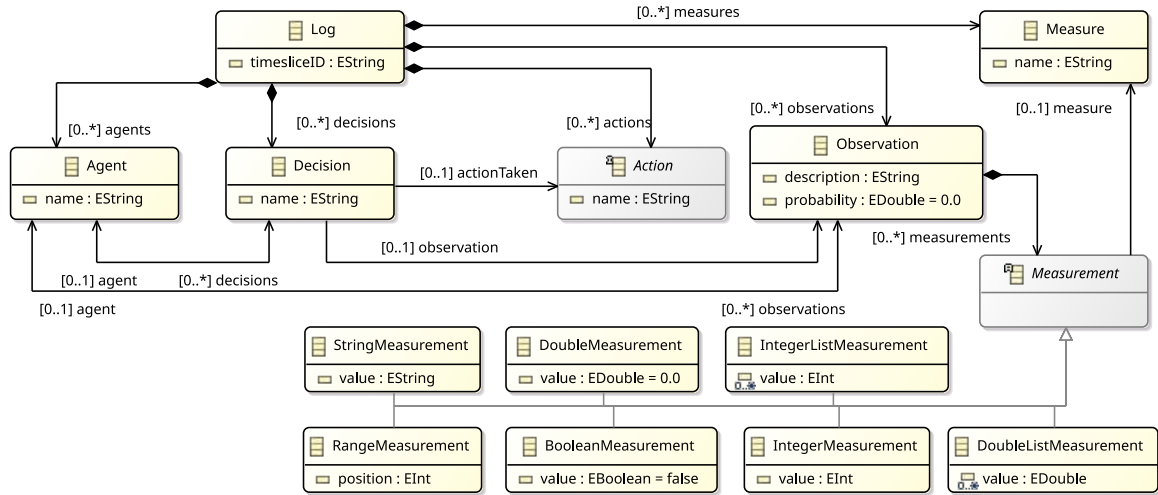 Log
timesliceID : EString
[0..*] measures
Measure
name : EString
[0..*] agents
[0..*] decisions
[0..*] actions
[0..*] observations
[0..1] measure
Agent
name : EString
Decision
name : EString
[0..1] actionTaken
Action
name : EString
Observation
description : EString
probability : EDouble = 0.0
[0..1] observation
[0..*] measurements
[0..1] agent
[0..*] decisions
[0..1] agent
[0..*] observations
Measurement
StringMeasurement
value : EString
DoubleMeasurement
value : EDouble = 0.0
IntegerListMeasurement
0..*
value : EInt
RangeMeasurement
position : EInt
BooleanMeasurement
value : EBoolean = false
IntegerMeasurement
value : EInt
DoubleListMeasurement
0..*
value : EDouble